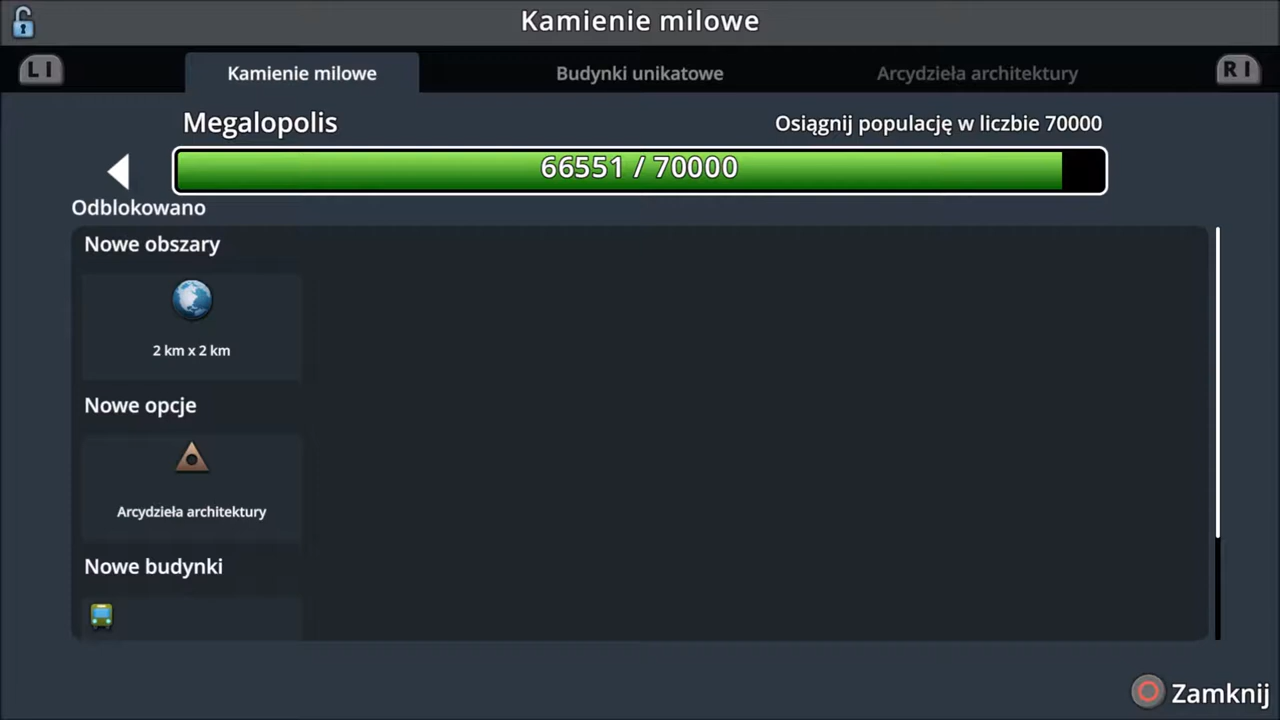 Kamienie milowe
L1
Kamienie milowe
Budynki unikatowe
Arcydzieła architektury
R1
Megalopolis
Osiągnij populację w liczbie 70000
66551 / 70000
Odblokowano
Nowe obszary
2 km x 2 km
Nowe opcje
Arcydzieła architektury
Nowe budynki
Zamknij